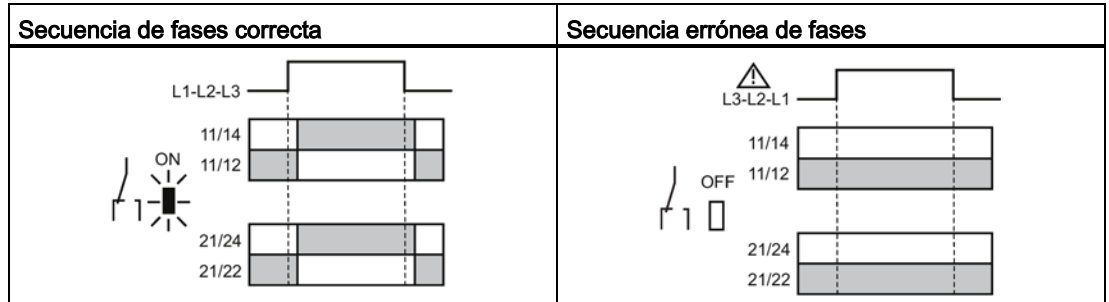 Secuencia de fases correcta
Secuencia errónea de fases
L1-L2-L3
11/14
11/12
ON
21/24
21/22
L3-L2-L1
11/14
11/12
OFF
21/24
21/22